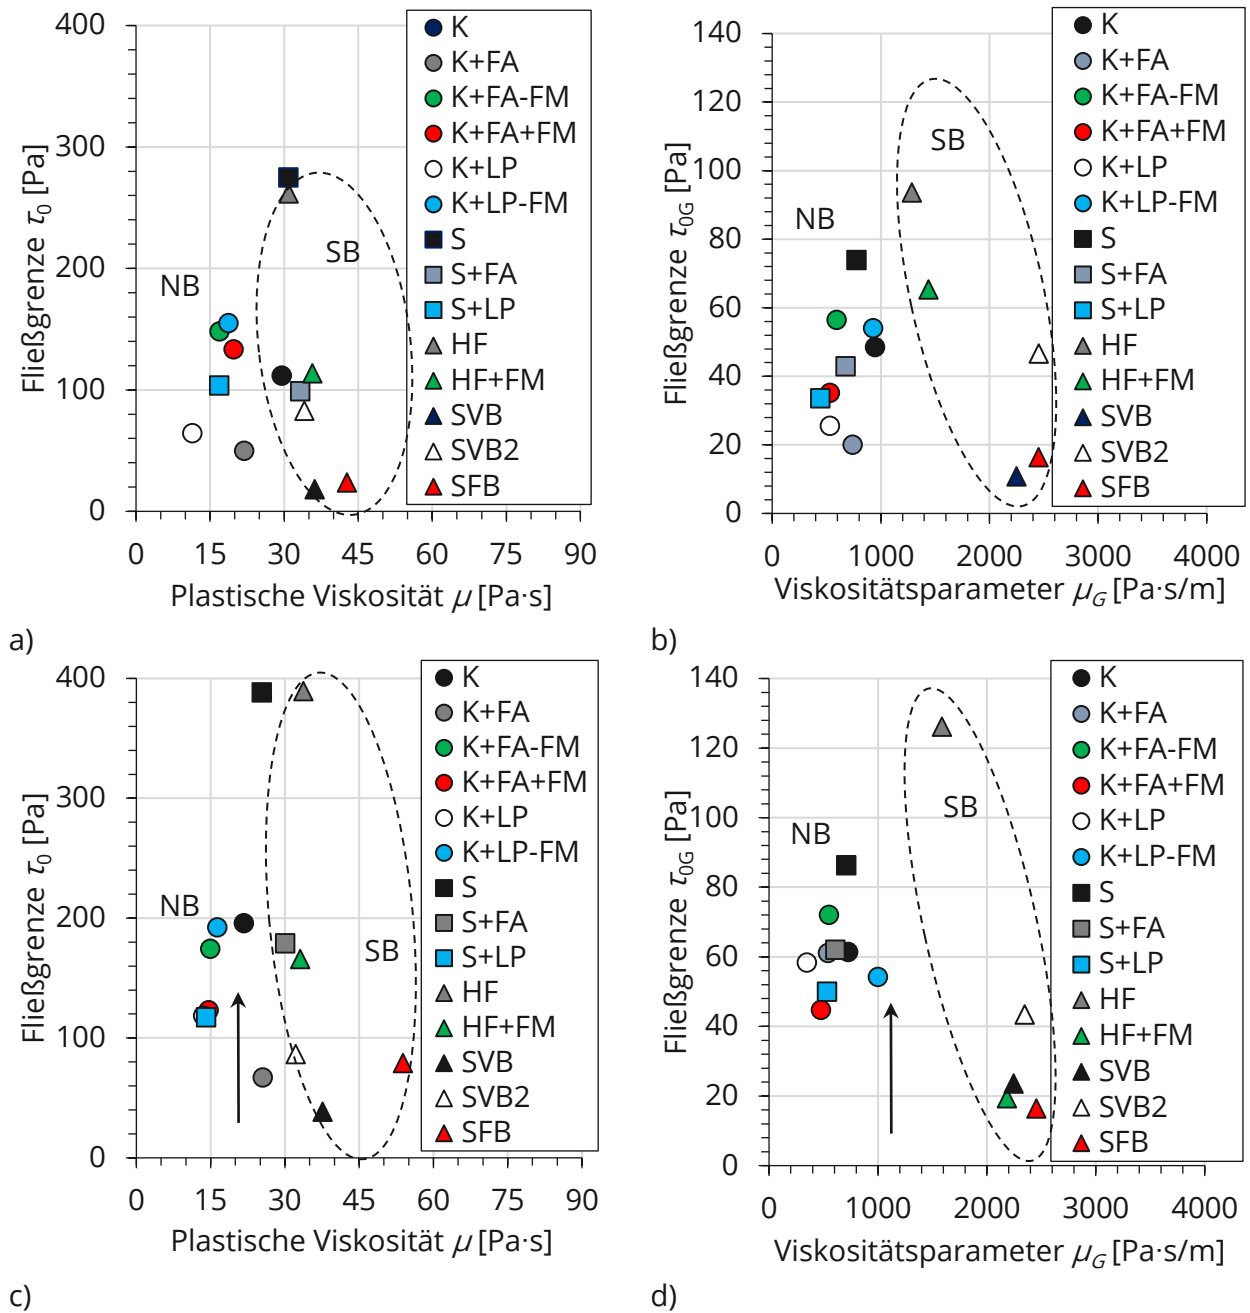 400
300
200
100
0
0 15 30 45 60 75 90
Fließgrenze τ0 [Pa]
Plastische Viskosität μ [Pa·s]
NB
SB
K
K+FA
K+FA-FM
K+FA+FM
K+LP
K+LP-FM
S
S+FA
S+LP
HF
HF+FM
SVB
SVB2
SFB
a)
140
120
100
80
60
40
20
0
0 1000 2000 3000 4000
Fließgrenze τ0G [Pa]
Viskositätsparameter μG [Pa·s/m]
NB
SB
K
K+FA
K+FA-FM
K+FA+FM
K+LP
K+LP-FM
S
S+FA
S+LP
HF
HF+FM
SVB
SVB2
SFB
b)
400
300
200
100
0
0 15 30 45 60 75 90
Fließgrenze τ0 [Pa]
Plastische Viskosität μ [Pa·s]
NB
SB
K
K+FA
K+FA-FM
K+FA+FM
K+LP
K+LP-FM
S
S+FA
S+LP
HF
HF+FM
SVB
SVB2
SFB
c)
140
120
100
80
60
40
20
0
0 1000 2000 3000 4000
Fließgrenze τ0G [Pa]
Viskositätsparameter μG [Pa·s/m]
NB
SB
K
K+FA
K+FA-FM
K+FA+FM
K+LP
K+LP-FM
S
S+FA
S+LP
HF
HF+FM
SVB
SVB2
SFB
d)